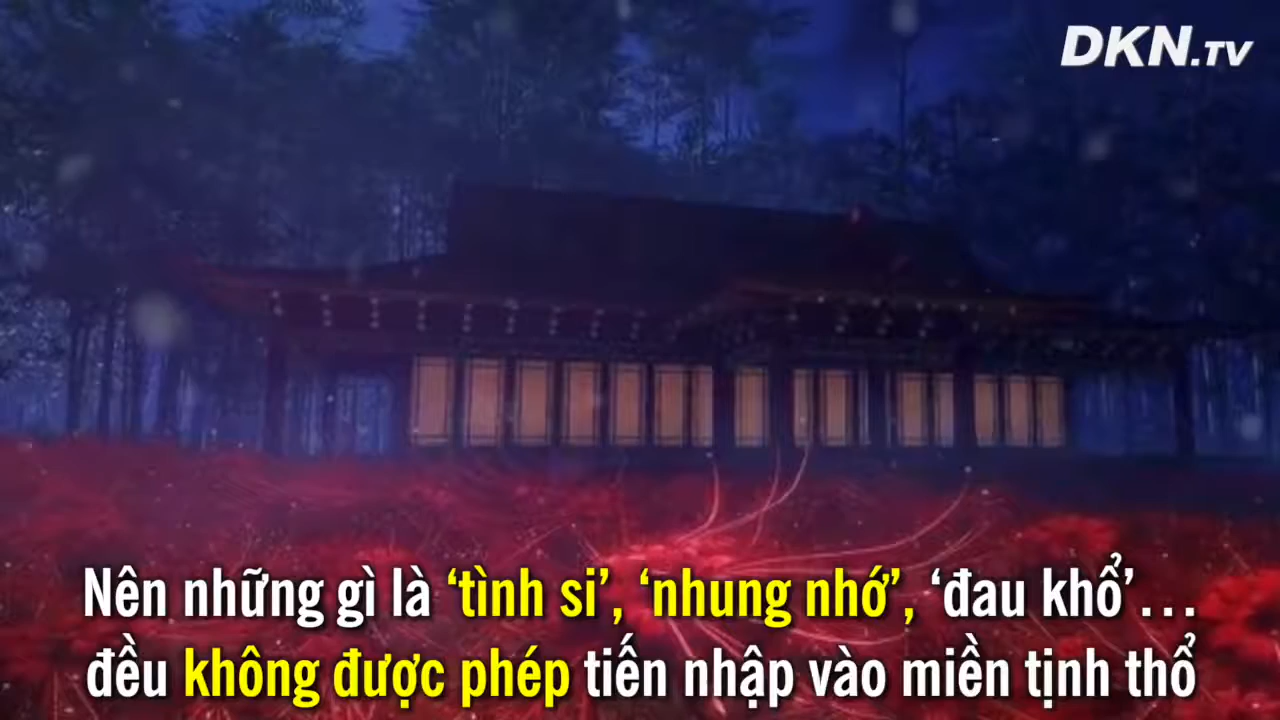 DKN.TV
Nên những gì là ‘tình si’, ‘nhung nhớ’, ‘đau khổ’...
đều không được phép tiến nhập vào miền tịnh thổ